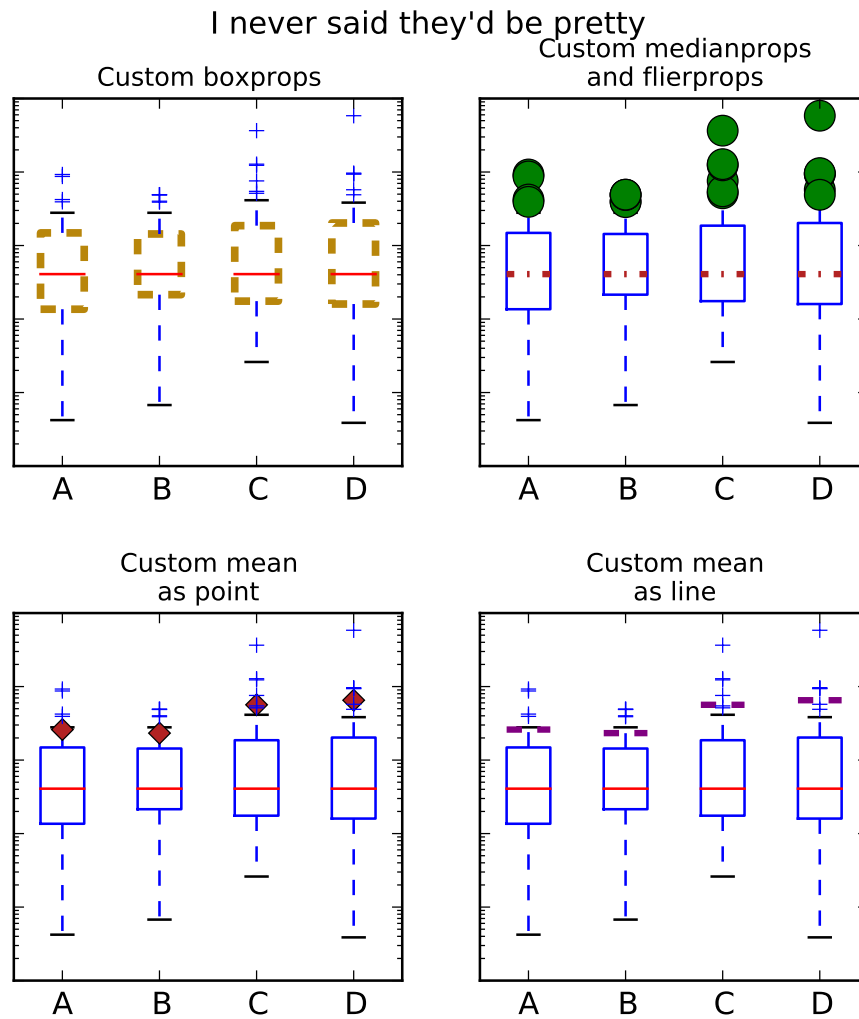 I never said they'd be pretty
Custom boxprops
Custom medianprops
and flierprops
A B C D
A B C D
Custom mean
as point
Custom mean
as line
A B C D
A B C D